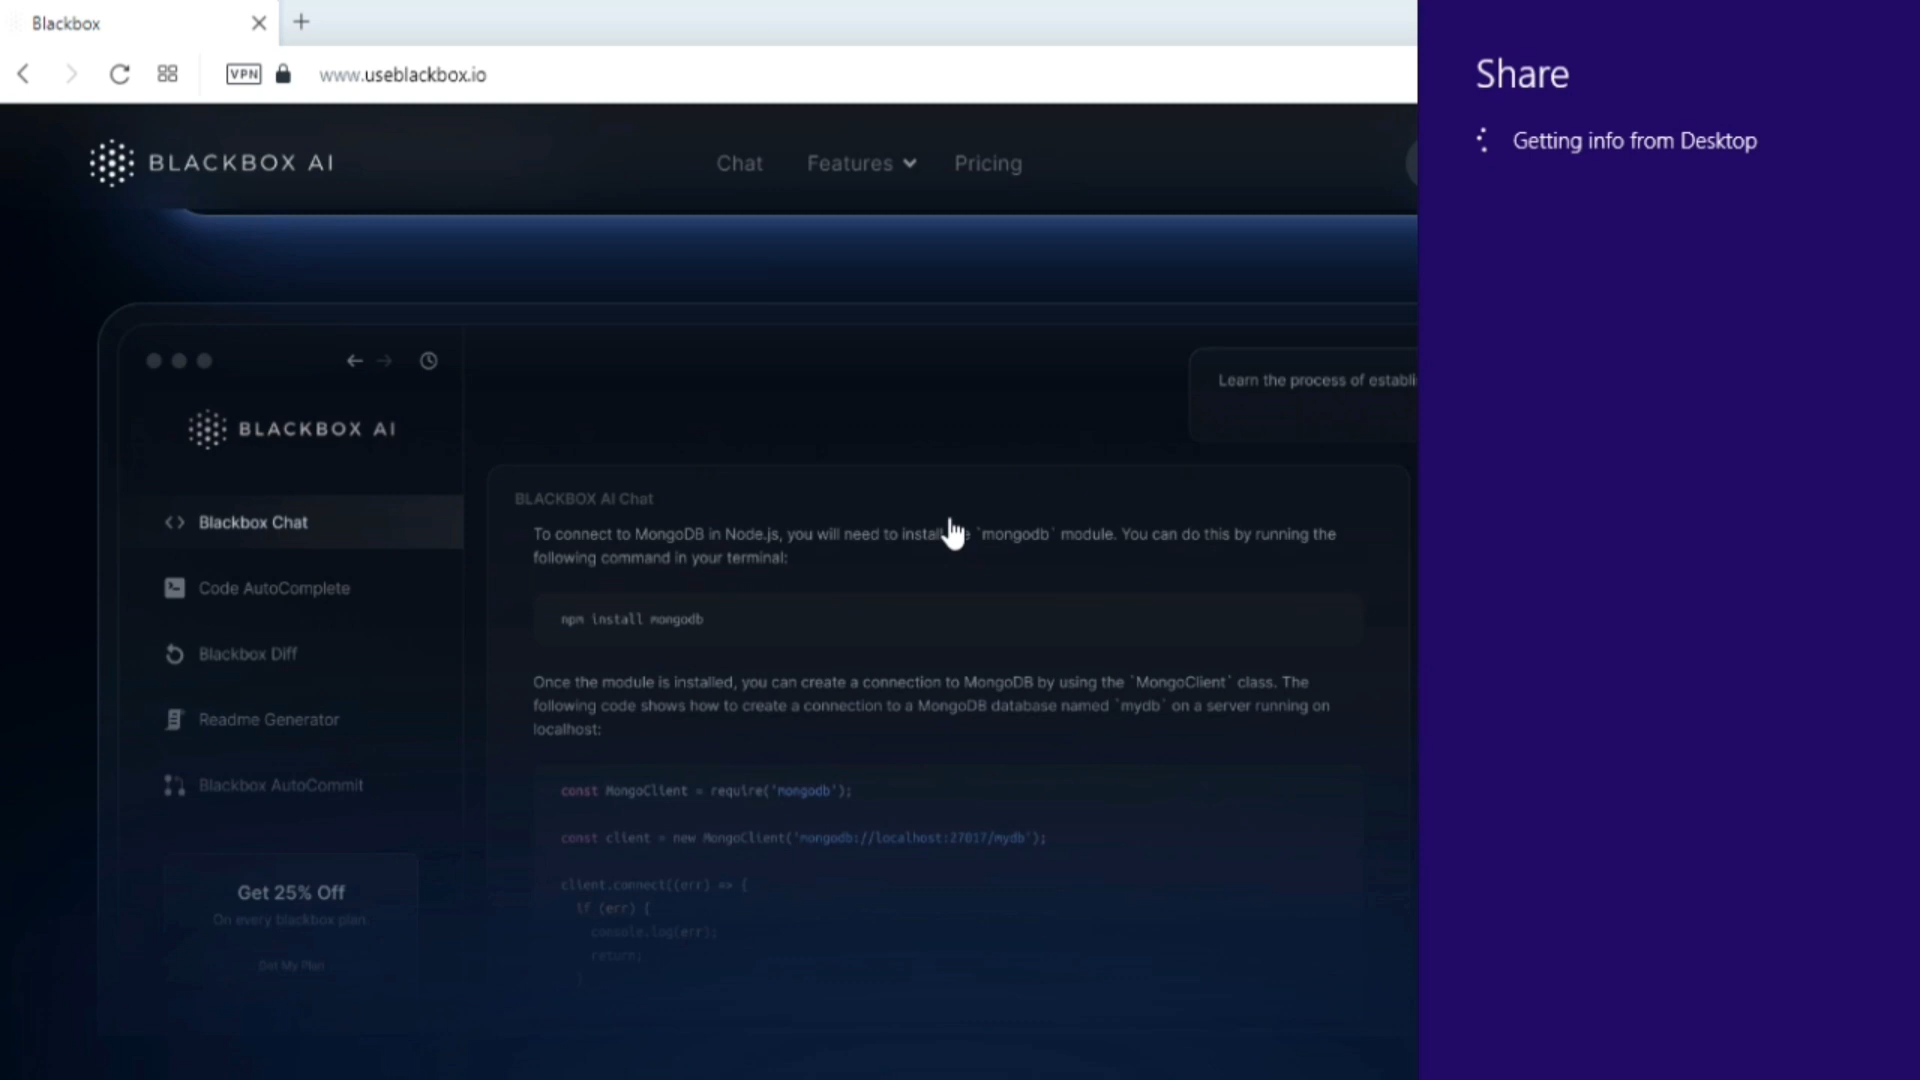 Blackbox
VPN
www.useblackbox.io
Share
Getting info from Desktop
BLACKBOX AI
Chat
Features
Pricing
Learn the process of establi
BLACKBOX AI
Blackbox Chat
Code AutoComplete
Blackbox Diff
Readme Generator
Blackbox AutoCommit
Get 25% Off
On every blackbox plan.
Get My Plan
BLACKBOX AI Chat
To connect to MongoDB in Node.js, you will need to install `mongodb` module. You can do this by running the
following command in your terminal:
npm install mongodb
Once the module is installed, you can create a connection to MongoDB by using the `MongoClient` class. The
following code shows how to create a connection to a MongoDB database named `mydb` on a server running on
localhost:
const MongoClient = require('mongodb');
const client = new MongoClient('mongodb://localhost:27017/mydb');
client.connect((err) => {
if (err) {
console.log(err);
return;
}